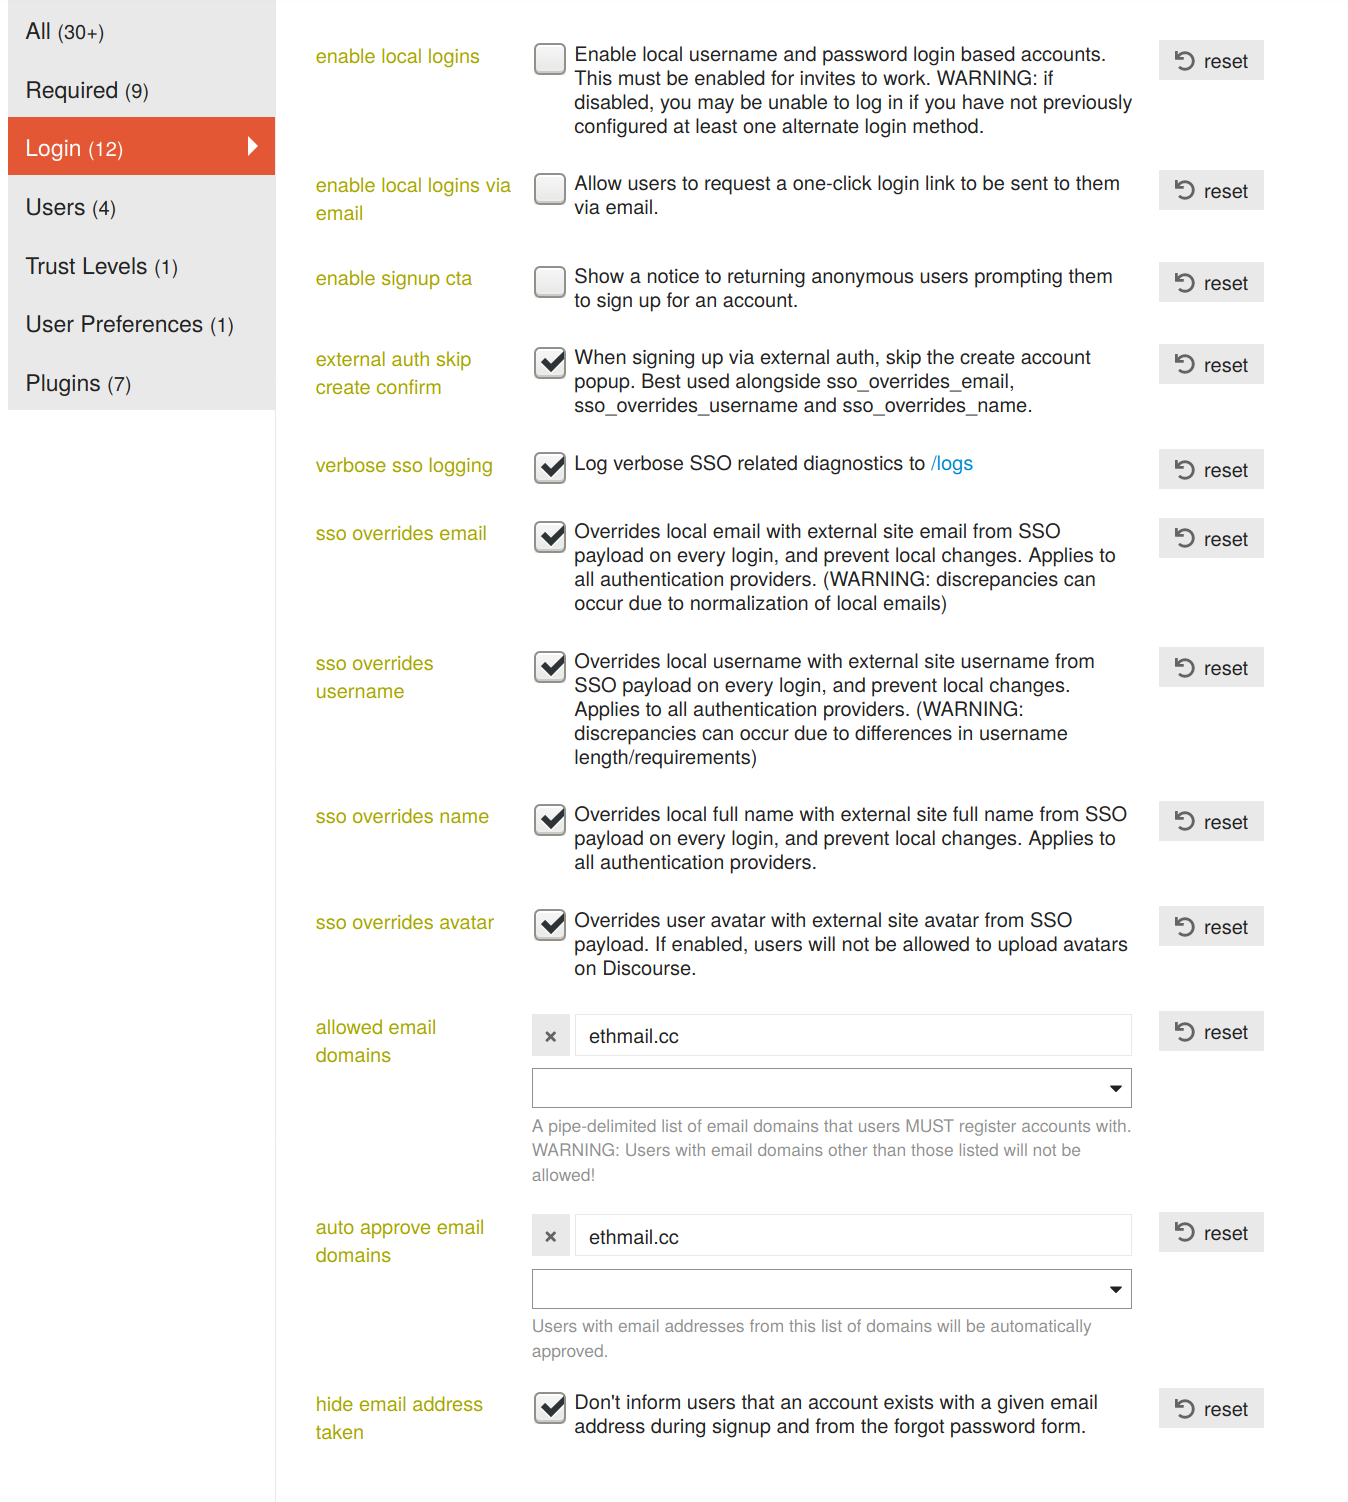 All (30+)
Required (9)
Login (12)
Users (4)
Trust Levels (1)
User Preferences (1)
Plugins (7)
enable local logins
Enable local username and password login based accounts.
This must be enabled for invites to work. WARNING: if
disabled, you may be unable to log in if you have not previously
configured at least one alternate login method.
reset
enable local logins via
email
Allow users to request a one-click login link to be sent to them
via email.
reset
enable signup cta
Show a notice to returning anonymous users prompting them
to sign up for an account.
reset
external auth skip
create confirm
When signing up via external auth, skip the create account
popup. Best used alongside sso_overrides_email,
sso_overrides_username and sso_overrides_name.
reset
verbose sso logging
Log verbose SSO related diagnostics to /logs
reset
sso overrides email
Overrides local email with external site email from SSO
payload on every login, and prevent local changes. Applies to
all authentication providers. (WARNING: discrepancies can
occur due to normalization of local emails)
reset
sso overrides
username
Overrides local username with external site username from
SSO payload on every login, and prevent local changes.
Applies to all authentication providers. (WARNING:
discrepancies can occur due to differences in username
length/requirements)
reset
sso overrides name
Overrides local full name with external site full name from SSO
payload on every login, and prevent local changes. Applies to
all authentication providers.
reset
sso overrides avatar
Overrides user avatar with external site avatar from SSO
payload. If enabled, users will not be allowed to upload avatars
on Discourse.
reset
allowed email
domains
ethmail.cc
A pipe-delimited list of email domains that users MUST register accounts with.
WARNING: Users with email domains other than those listed will not be
allowed!
reset
auto approve email
domains
ethmail.cc
Users with email addresses from this list of domains will be automatically
approved.
reset
hide email address
taken
Don't inform users that an account exists with a given email
address during signup and from the forgot password form.
reset